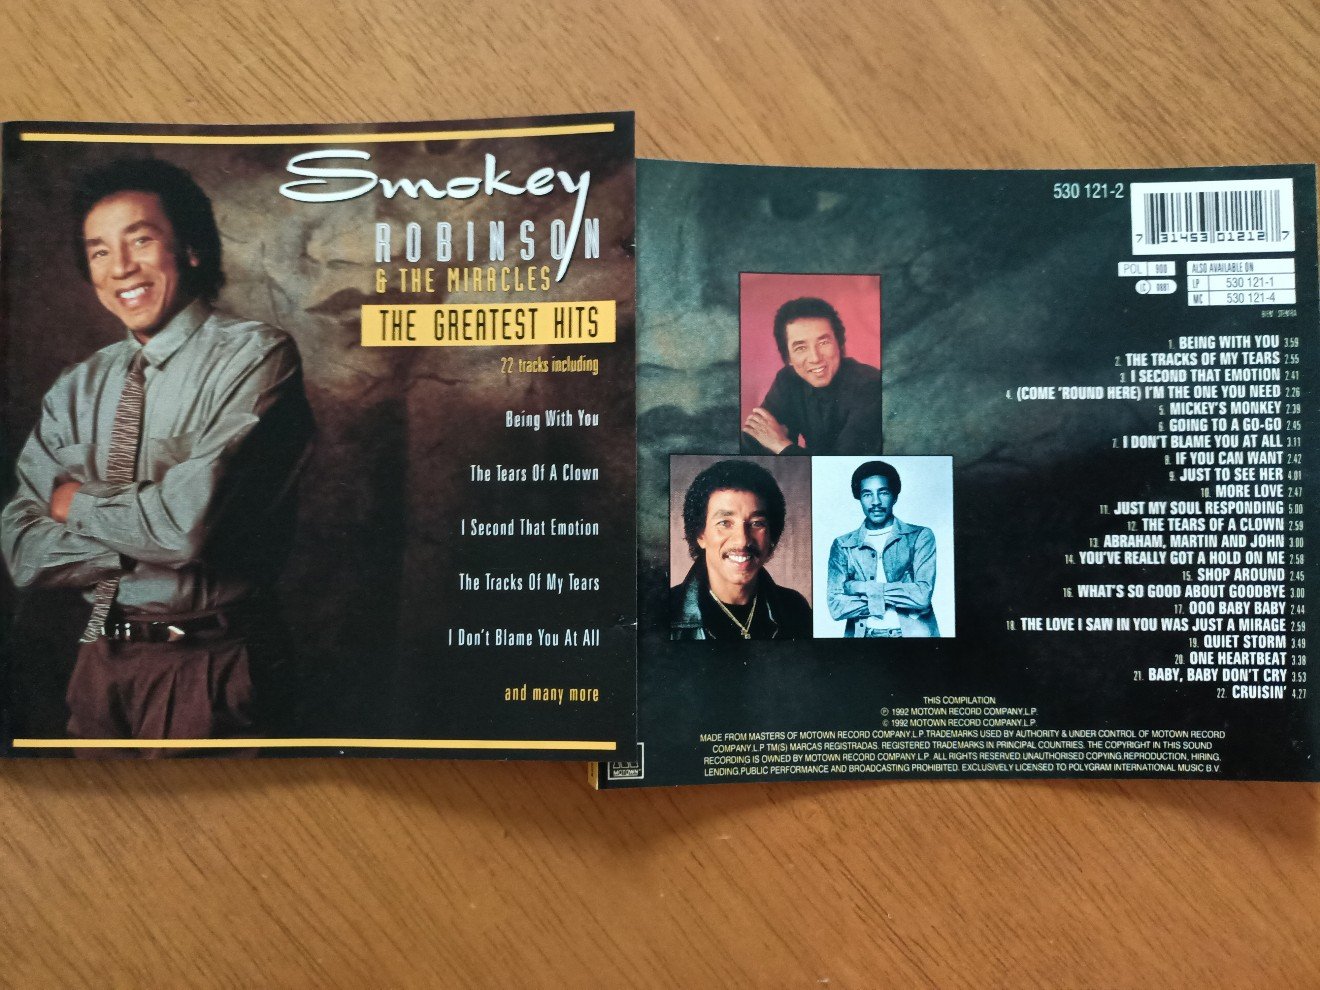 Smokey
ROBINSON
& THE MIRACLES
THE GREATEST HITS
22 tracks including
Being With You
The Tears Of A Clown
I Second That Emotion
The Tracks Of My Tears
I Don't Blame You At All
and many more
MOTOWN
530 121-2
7 31453 01212 7
POL 900
LC 0881
ALSO AVAILABLE ON
LP 530 121-1
MC 530 121-4
BIEM STEMRA
1. BEING WITH YOU 3.59
2. THE TRACKS OF MY TEARS 2.55
3. I SECOND THAT EMOTION 2.41
4. (COME 'ROUND HERE) I'M THE ONE YOU NEED 2.26
5. MICKEY'S MONKEY 2.39
6. GOING TO A GO-GO 2.45
7. I DON'T BLAME YOU AT ALL 3.11
8. IF YOU CAN WANT 2.42
9. JUST TO SEE HER 4.01
10. MORE LOVE 2.47
11. JUST MY SOUL RESPONDING 5.00
12. THE TEARS OF A CLOWN 2.59
13. ABRAHAM, MARTIN AND JOHN 3.00
14. YOU'VE REALLY GOT A HOLD ON ME 2.58
15. SHOP AROUND 2.45
16. WHAT'S SO GOOD ABOUT GOODBYE 3.00
17. OOO BABY BABY 2.44
18. THE LOVE I SAW IN YOU WAS JUST A MIRAGE 2.59
19. QUIET STORM 3.49
20. ONE HEARTBEAT 3.38
21. BABY, BABY DON'T CRY 3.53
22. CRUISIN' 4.27
THIS COMPILATION
℗ 1992 MOTOWN RECORD COMPANY,L.P.
© 1992 MOTOWN RECORD COMPANY,L.P.
MADE FROM MASTERS OF MOTOWN RECORD COMPANY.L.P.TRADEMARKS USED BY AUTHORITY & UNDER CONTROL OF MOTOWN RECORD
COMPANY.L.P TM(S) MARCAS REGISTRADAS. REGISTERED TRADEMARKS IN PRINCIPAL COUNTRIES. THE COPYRIGHT IN THIS SOUND
RECORDING IS OWNED BY MOTOWN RECORD COMPANY.L.P. ALL RIGHTS RESERVED.UNAUTHORISED COPYING,REPRODUCTION, HIRING,
LENDING,PUBLIC PERFORMANCE AND BROADCASTING PROHIBITED. EXCLUSIVELY LICENSED TO POLYGRAM INTERNATIONAL MUSIC B.V.